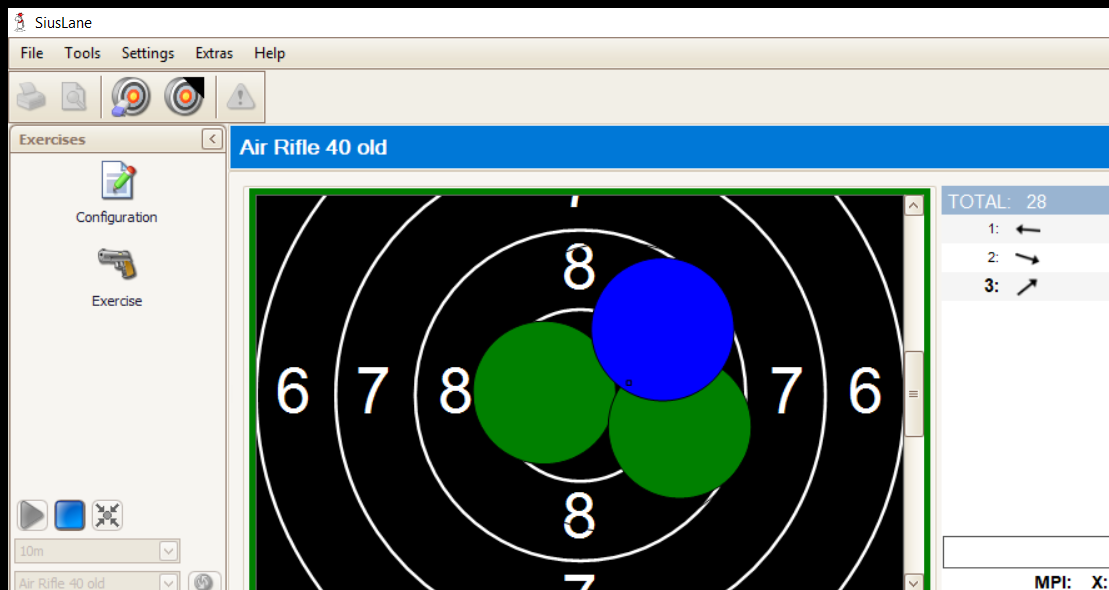 SiusLane
File Tools Settings Extras Help
Exercises
Configuration
Exercise
10m
Air Rifle 40 old
Air Rifle 40 old
7
8
6 7 8 7 6
8
7
TOTAL: 28
1:
2:
3:
MPI: X: